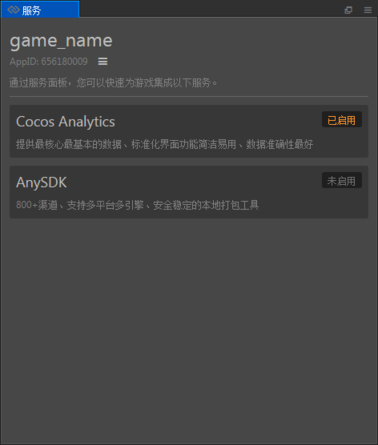 服务
game_name
AppID: 656180009
通过服务面板，您可以快速为游戏集成以下服务。
Cocos Analytics
已启用
提供最核心最基本的数据、标准化界面功能简洁易用、数据准确性最好
AnySDK
未启用
800+渠道、支持多平台多引擎、安全稳定的本地打包工具